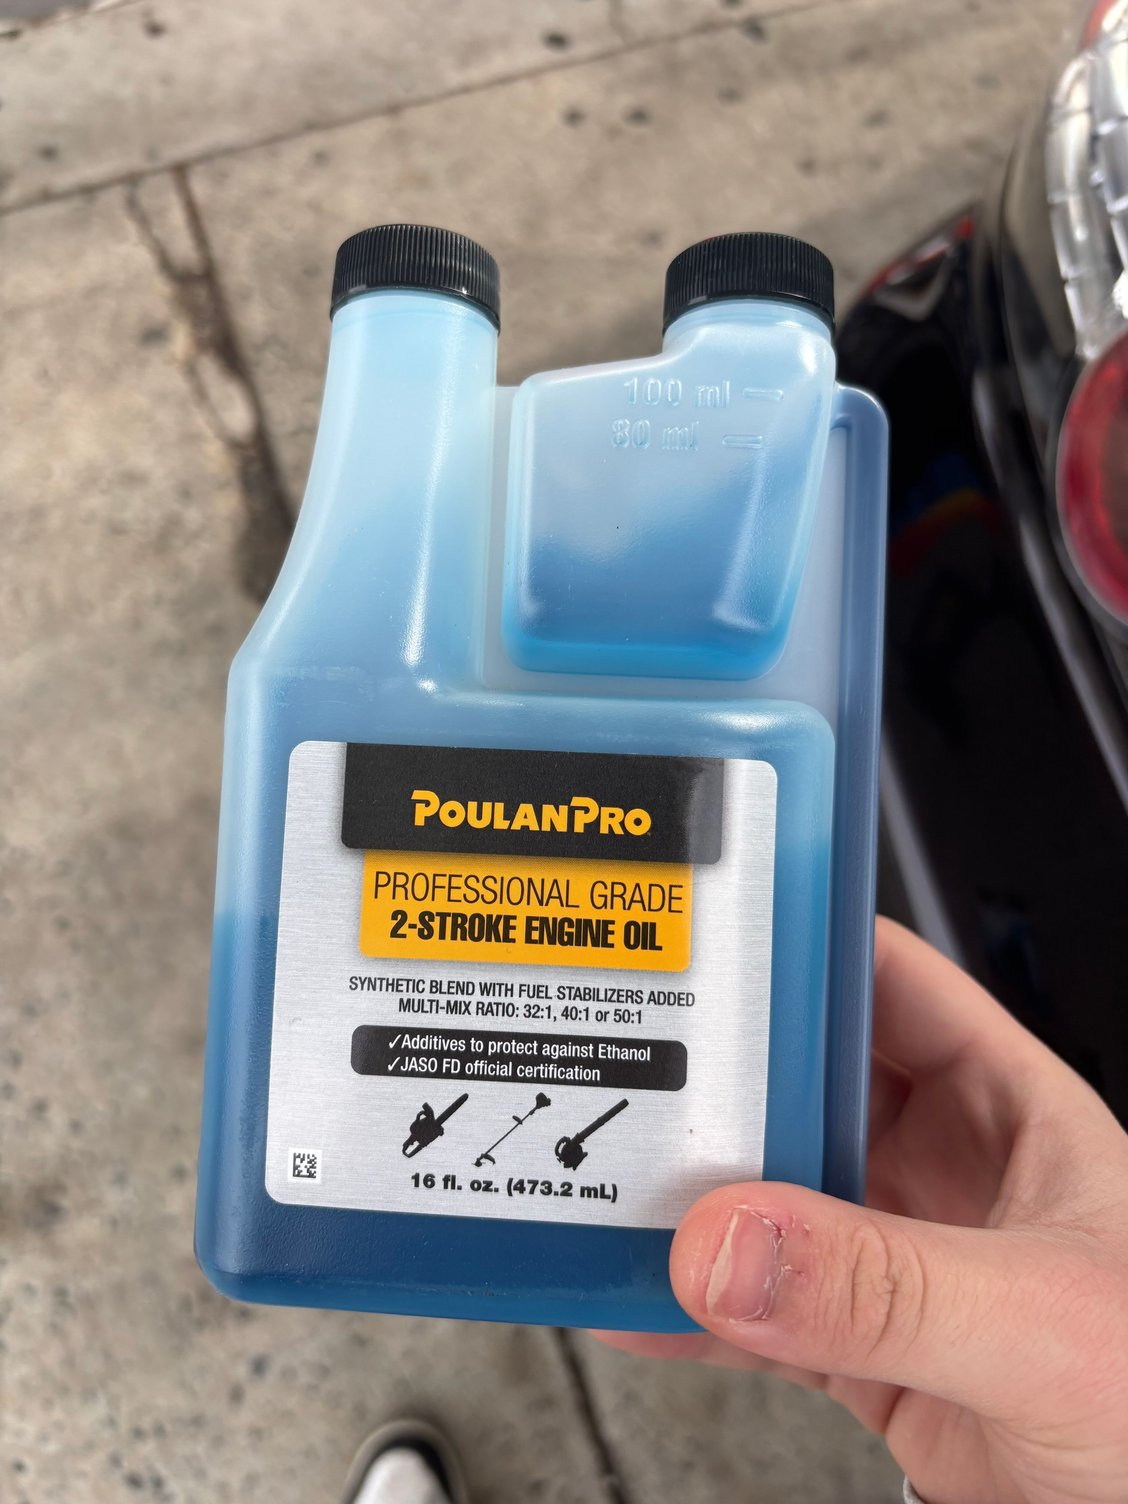 100 ml
80 ml
POULANPRO
PROFESSIONAL GRADE
2-STROKE ENGINE OIL
SYNTHETIC BLEND WITH FUEL STABILIZERS ADDED
MULTI-MIX RATIO: 32:1, 40:1 or 50:1
✓Additives to protect against Ethanol
✓JASO FD official certification
16 fl. oz. (473.2 mL)